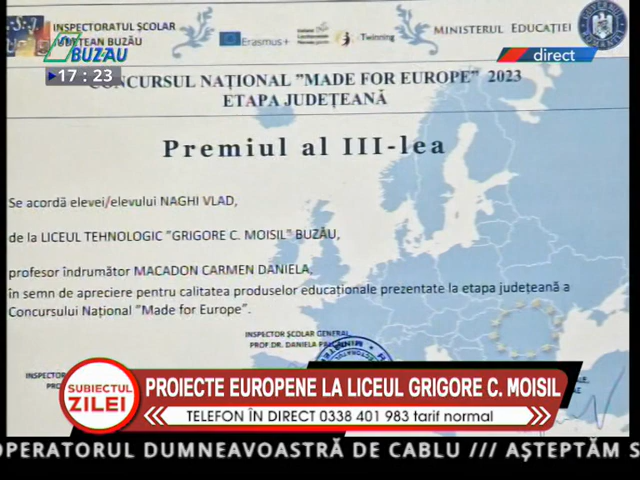 INSPECTORATUL ȘCOLAR
JUDEȚEAN BUZĂU
Erasmus+
Twinning
MINISTERUL EDUCAȚIEI
BUZĂU
17 : 23
direct
CONCURSUL NAȚIONAL "MADE FOR EUROPE" 2023
ETAPA JUDEȚEANĂ
Premiul al III-lea
Se acordă elevei/elevului NAGHI VLAD,
de la LICEUL TEHNOLOGIC "GRIGORE C. MOISIL" BUZĂU,
profesor îndrumător MACADON CARMEN DANIELA,
în semn de apreciere pentru calitatea produselor educaționale prezentate la etapa județeană a
Concursului Național "Made for Europe".
INSPECTOR ȘCOLAR GENERAL
PROF.DR. DANIELA
SUBIECTUL
ZILEI
PROIECTE EUROPENE LA LICEUL GRIGORE C. MOISIL
TELEFON ÎN DIRECT 0338 401 983 tarif normal
OPERATORUL DUMNEAVOASTRĂ DE CABLU /// AȘTEPTĂM S